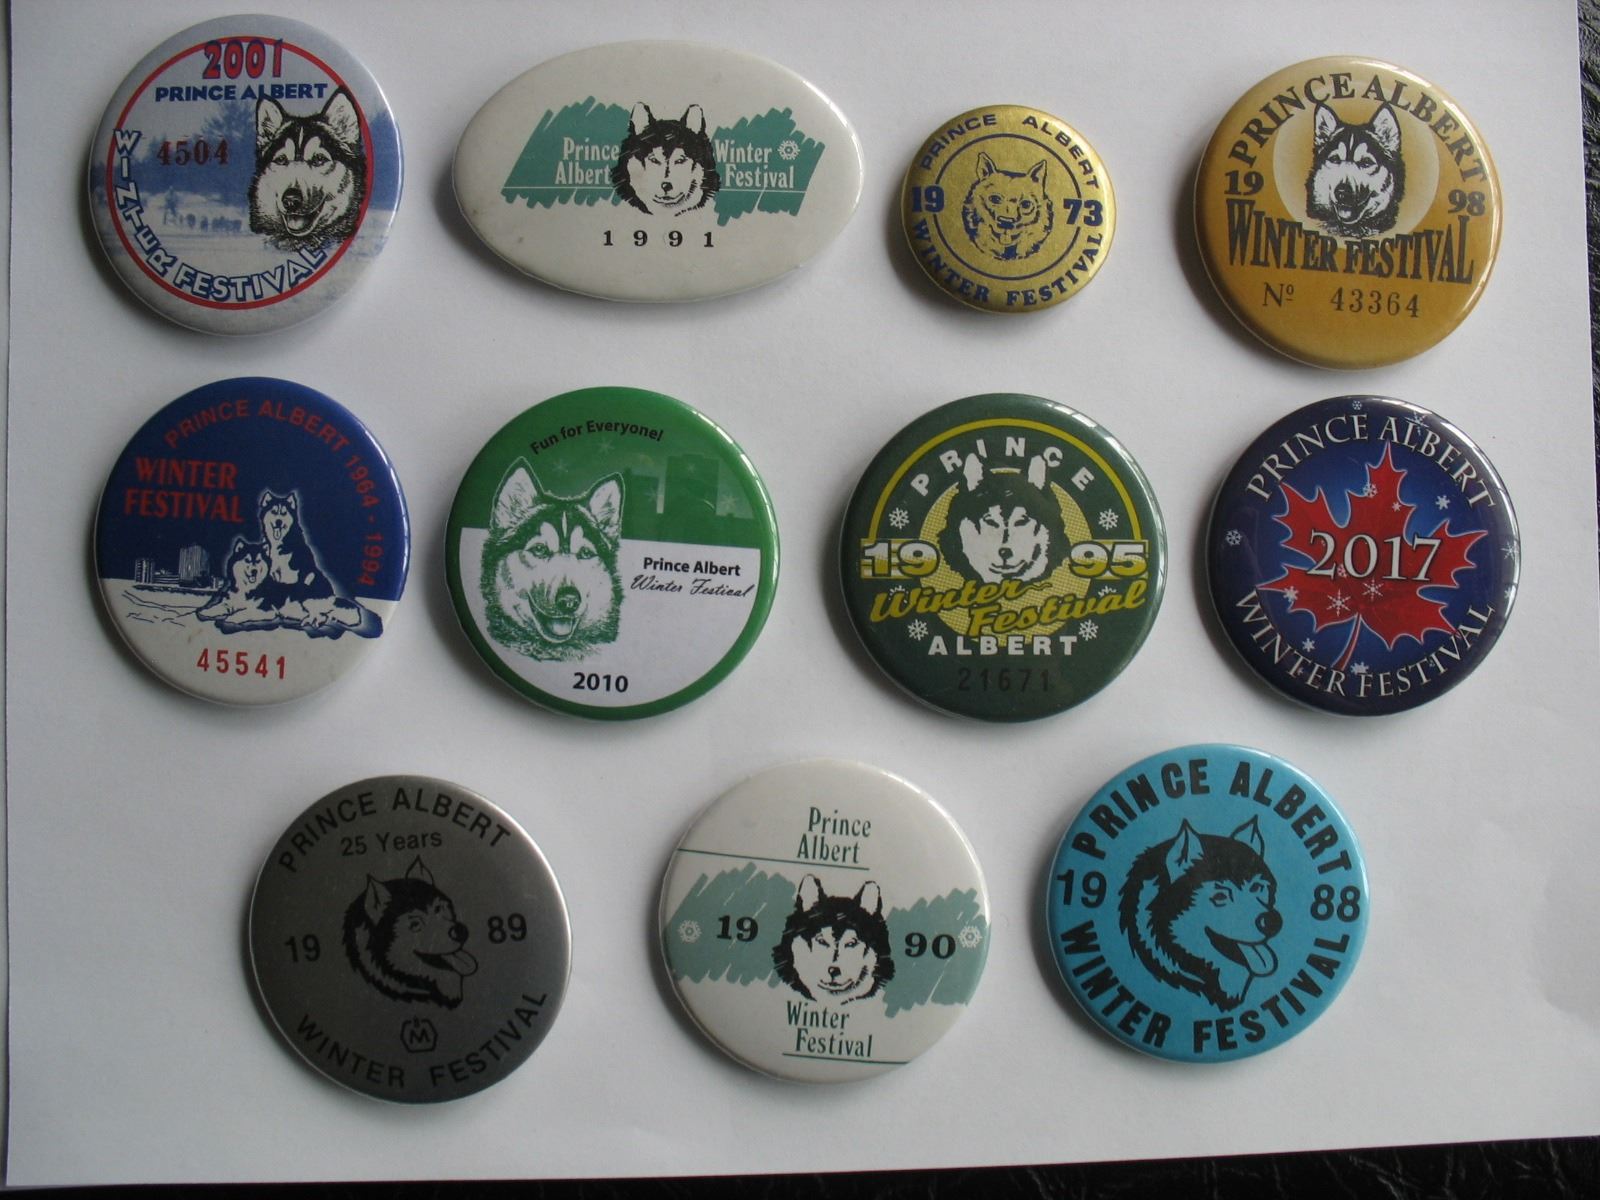 2001
PRINCE ALBERT
4504
WINTER FESTIVAL
Prince Albert
Winter Festival
1991
PRINCE ALBERT
19 73
WINTER FESTIVAL
PRINCE ALBERT
19 98
WINTER FESTIVAL
Nº 43364
PRINCE ALBERT 1964 - 1994
WINTER
FESTIVAL
45541
Fun for Everyone!
Prince Albert
Winter Festival
2010
PRINCE
19 95
Winter
Festival
ALBERT
21671
PRINCE ALBERT
2017
WINTER FESTIVAL
PRINCE ALBERT
25 Years
19 89
M
WINTER FESTIVAL
Prince
Albert
19 90
Winter
Festival
PRINCE ALBERT
19 88
WINTER FESTIVAL